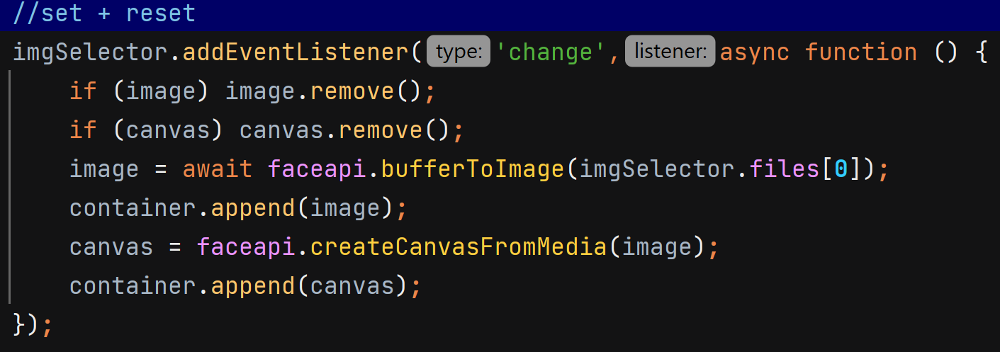 //set + reset
imgSelector.addEventListener( type: 'change', listener: async function () {
    if (image) image.remove();
    if (canvas) canvas.remove();
    image = await faceapi.bufferToImage(imgSelector.files[0]);
    container.append(image);
    canvas = faceapi.createCanvasFromMedia(image);
    container.append(canvas);
});